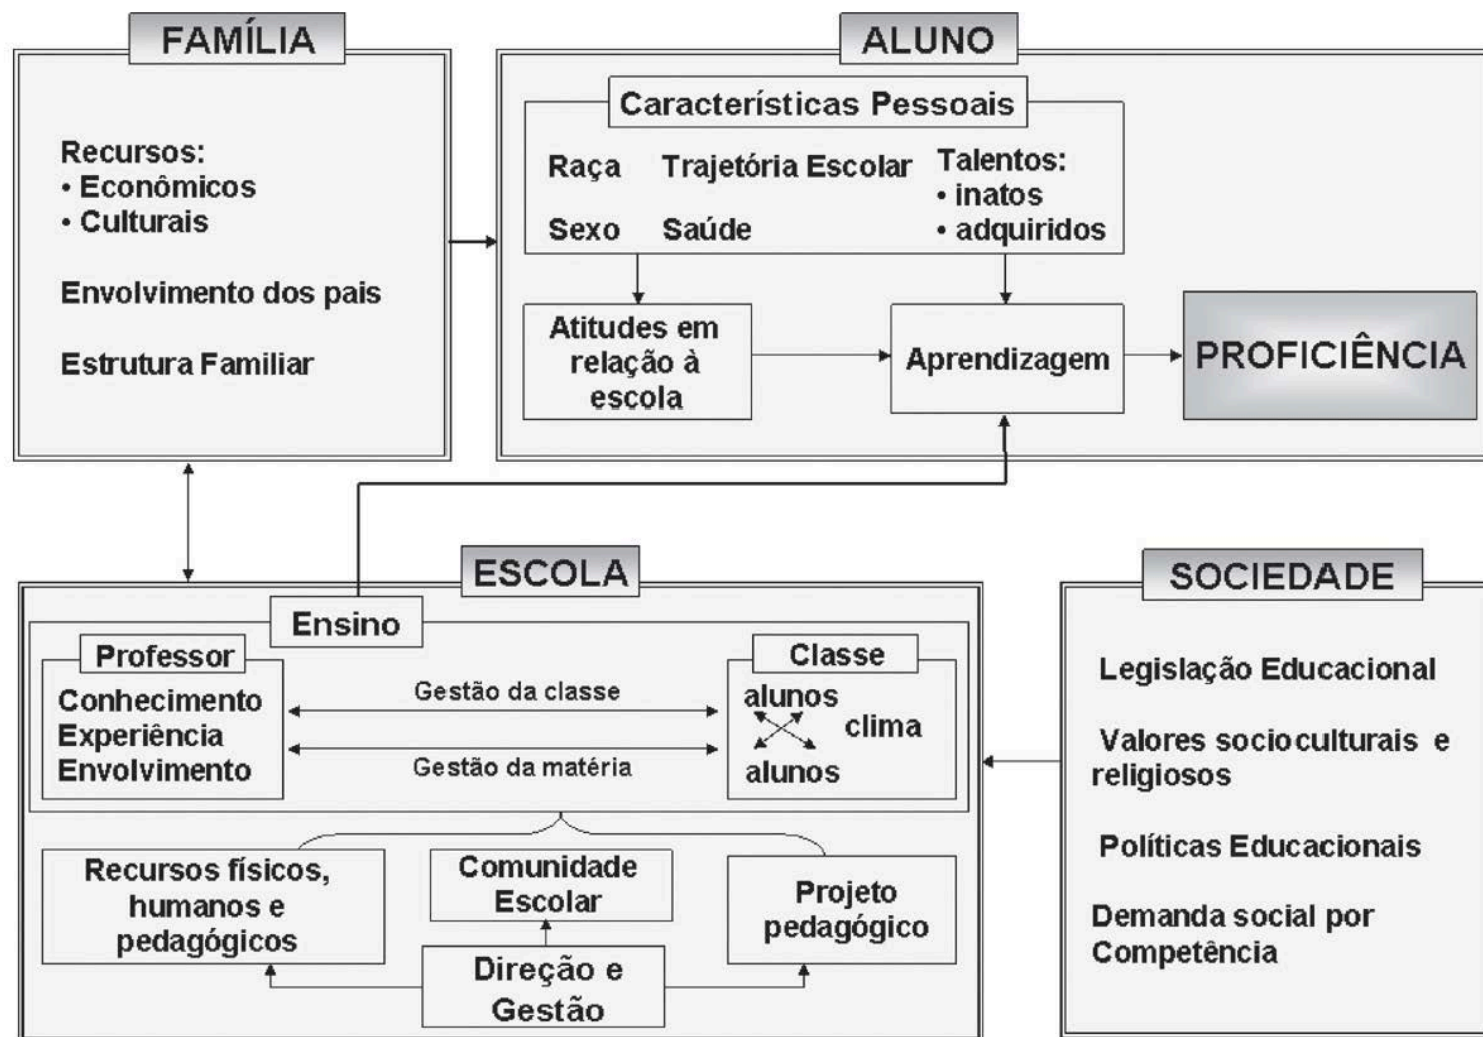 FAMÍLIA
Recursos:
• Econômicos
• Culturais
Envolvimento dos pais
Estrutura Familiar
ALUNO
Características Pessoais
Raça
Trajetória Escolar
Talentos:
• inatos
• adquiridos
Sexo
Saúde
Atitudes em
relação à
escola
Aprendizagem
PROFICIÊNCIA
ESCOLA
Ensino
Professor
Conhecimento
Experiência
Envolvimento
Gestão da classe
Gestão da matéria
Classe
alunos
clima
alunos
Recursos físicos,
humanos e
pedagógicos
Comunidade
Escolar
Projeto
pedagógico
Direção e
Gestão
SOCIEDADE
Legislação Educacional
Valores socioculturais e
religiosos
Políticas Educacionais
Demanda social por
Competência